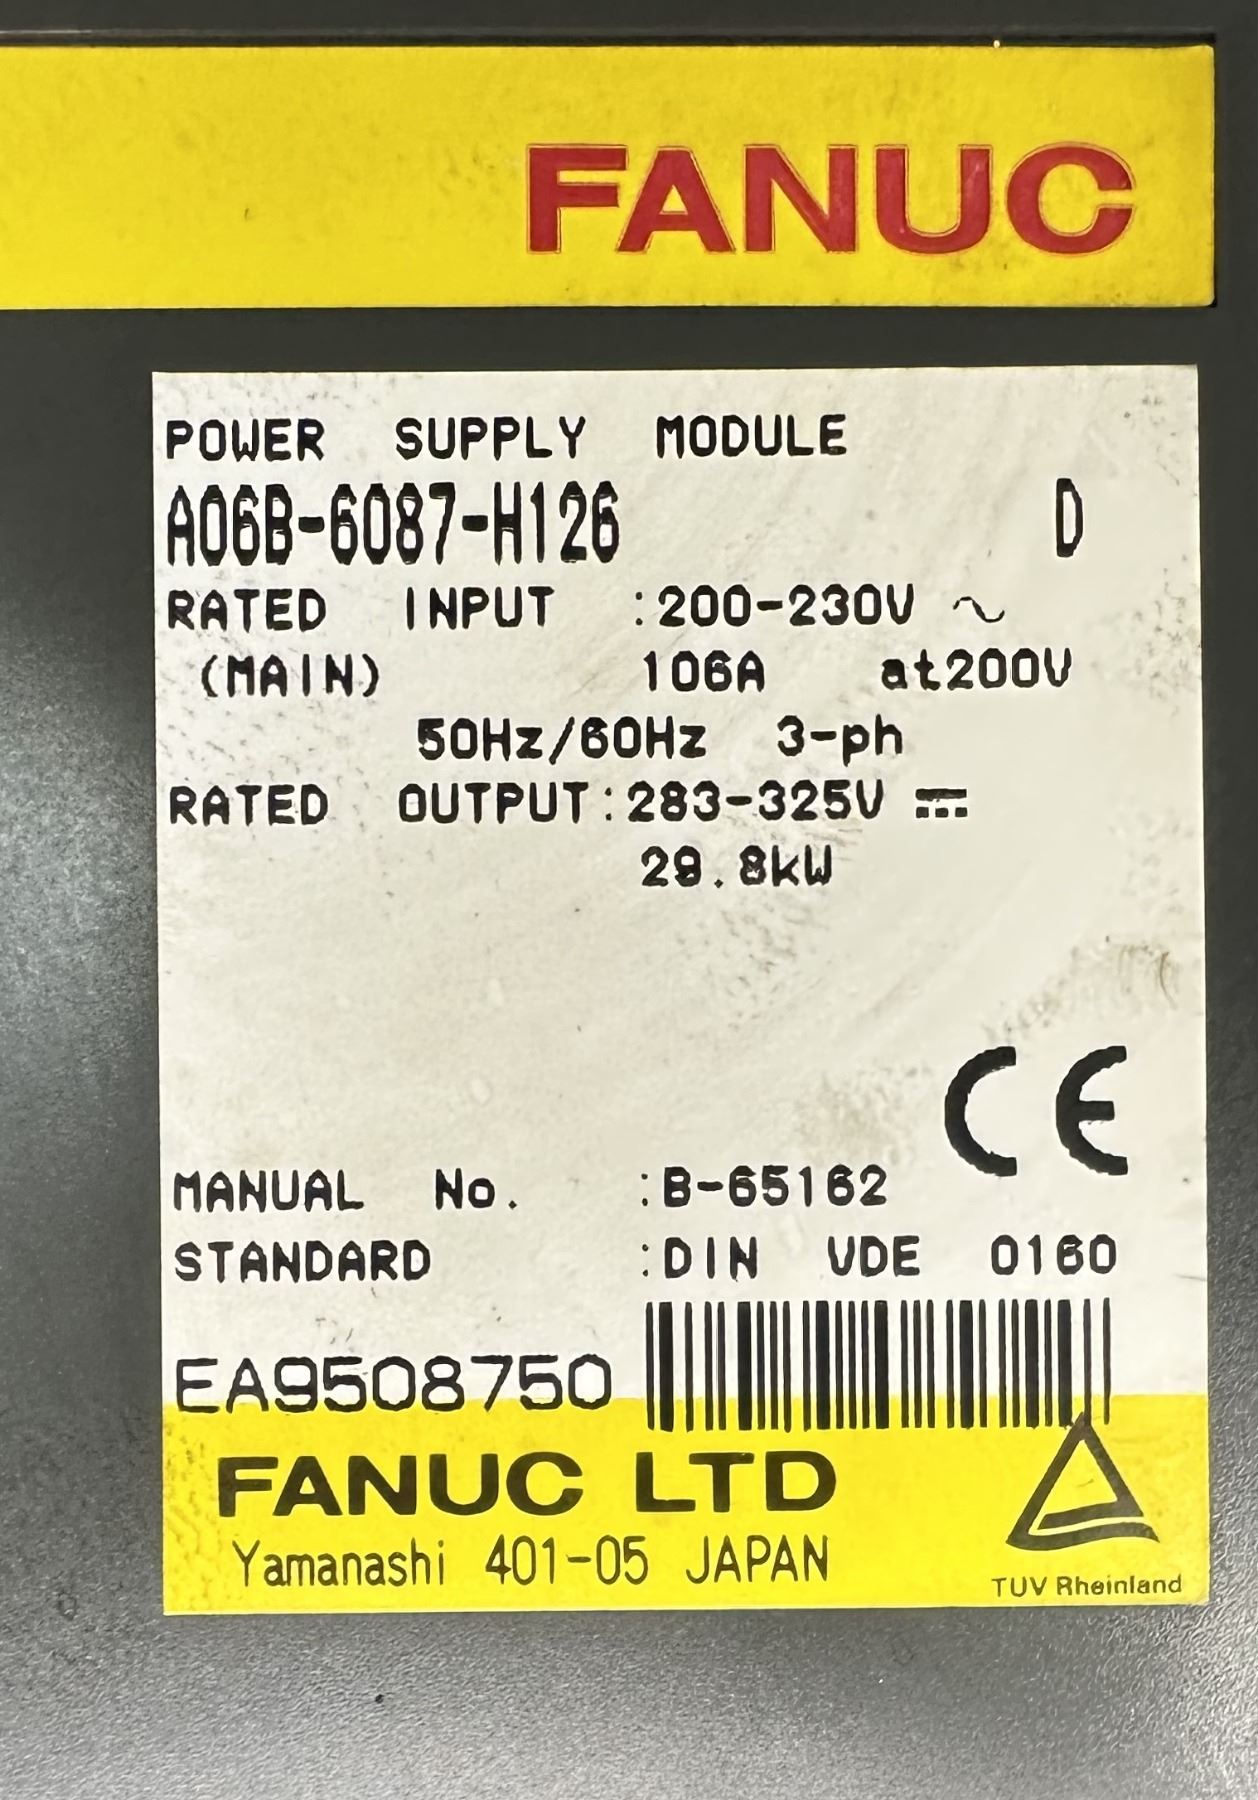 FANUC
POWER SUPPLY MODULE
A06B-6087-H126 D
RATED INPUT :200-230V ∿
(MAIN) 106A at200V
50Hz/60Hz 3-ph
RATED OUTPUT:283-325V ⎓
29.8kW
CE
MANUAL No. :B-65162
STANDARD :DIN VDE 0160
EA9508750
FANUC LTD
Yamanashi 401-05 JAPAN
TUV Rheinland